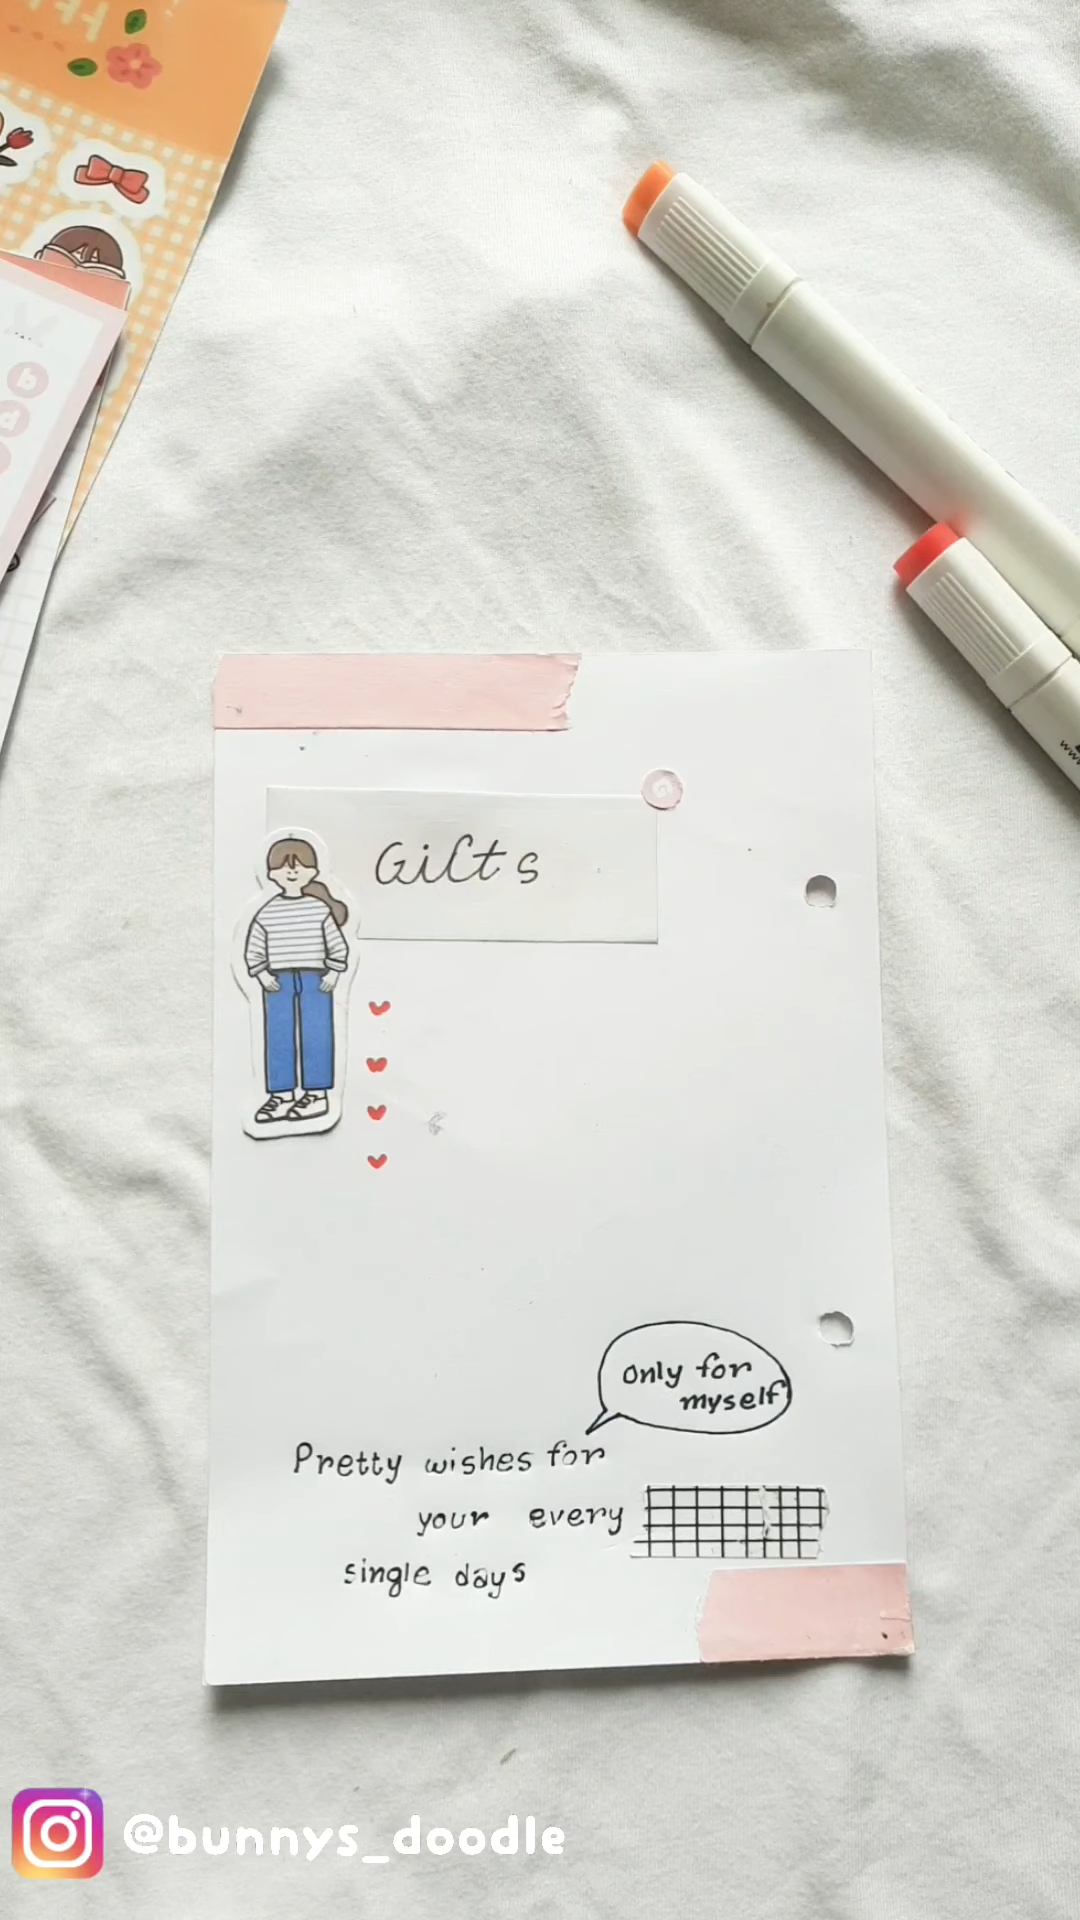 Gifts
only for
myself
Pretty wishes for
your every
single days
b
d
@bunnys_doodle